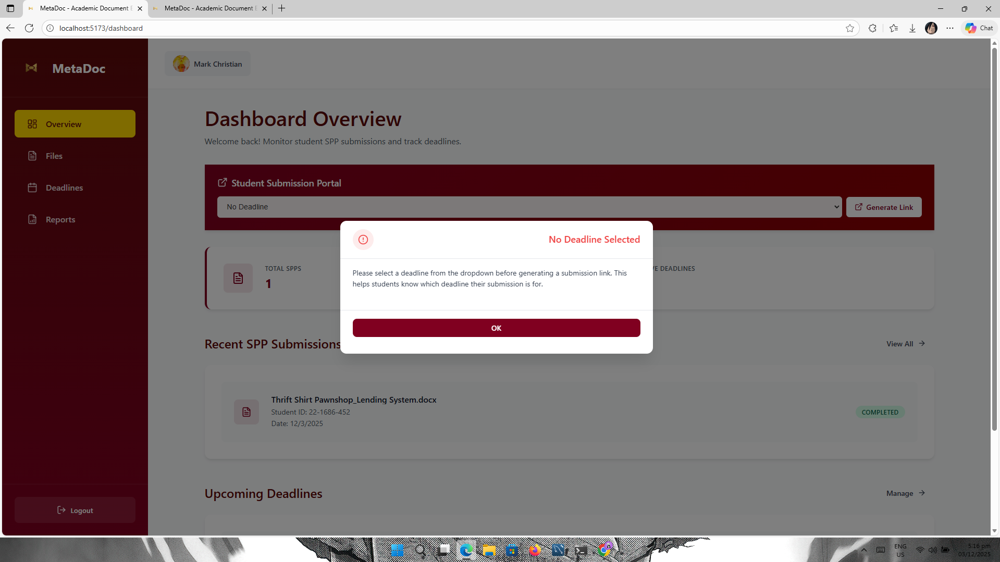 MetaDoc - Academic Document E
MetaDoc - Academic Document E
localhost:5173/dashboard
Chat
MetaDoc
Mark Christian
Overview
Files
Deadlines
Reports
Logout
Dashboard Overview
Welcome back! Monitor student SPP submissions and track deadlines.
Student Submission Portal
No Deadline
Generate Link
No Deadline Selected
Please select a deadline from the dropdown before generating a submission link. This
helps students know which deadline their submission is for.
OK
TOTAL SPPS
1
VE DEADLINES
Recent SPP Submissions
View All
Thrift Shirt Pawnshop_Lending System.docx
Student ID: 22-1686-452
Date: 12/3/2025
COMPLETED
Upcoming Deadlines
Manage
ENG
US
5:16 pm
03/12/2025